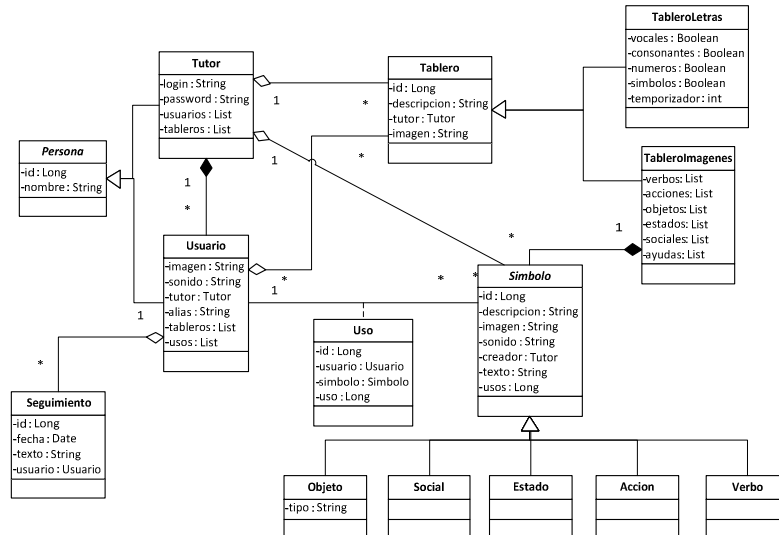 TableroLetras
-vocales : Boolean
-consonantes : Boolean
-numeros : Boolean
-simbolos : Boolean
-temporizador : int
Tutor
-login : String
-password : String
-usuarios : List
-tableros : List
1
1
1
*
Tablero
-id : Long
-descripcion : String
-tutor : Tutor
-imagen : String
*
*
Persona
-id : Long
-nombre : String
TableroImagenes
-verbos: List
-acciones: List
-objetos: List
-estados: List
-sociales: List
-ayudas: List
1
*
*
Usuario
-imagen : String
-sonido : String
-tutor : Tutor
-alias : String
-tableros : List
-usos : List
*
1
1
*
Simbolo
-id : Long
-descripcion : String
-imagen : String
-sonido : String
-creador : Tutor
-texto : String
-usos : Long
Uso
-id : Long
-usuario : Usuario
-simbolo : Simbolo
-uso : Long
*
Seguimiento
-id : Long
-fecha : Date
-texto : String
-usuario : Usuario
Objeto
-tipo : String
Social
Estado
Accion
Verbo